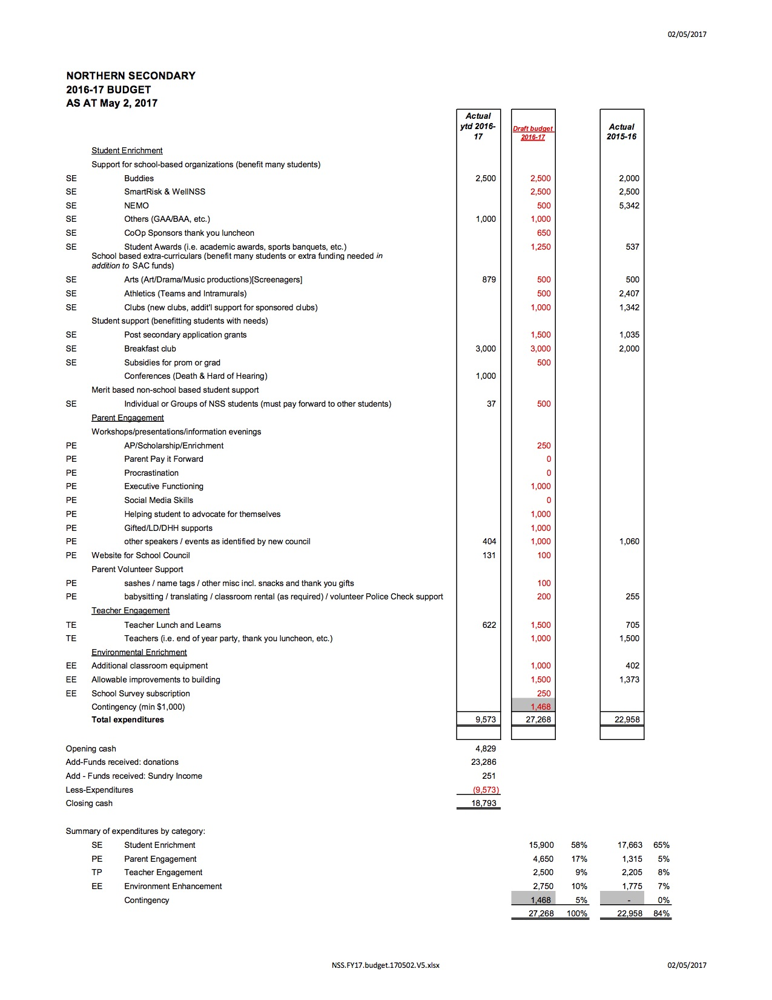 02/05/2017
NORTHERN SECONDARY
2016-17 BUDGET
AS AT May 2, 2017
Actual ytd 2016-17 Draft budget 2016-17 Actual 2015-16
Student Enrichment
Support for school-based organizations (benefit many students)
SE Buddies 2,500 2,500 2,000
SE SmartRisk & WellNSS 2,500 2,500
SE NEMO 500 5,342
SE Others (GAA/BAA, etc.) 1,000 1,000
SE CoOp Sponsors thank you luncheon 650
SE Student Awards (i.e. academic awards, sports banquets, etc.) 1,250 537
School based extra-curriculars (benefit many students or extra funding needed in
addition to SAC funds)
SE Arts (Art/Drama/Music productions)[Screenagers] 879 500 500
SE Athletics (Teams and Intramurals) 500 2,407
SE Clubs (new clubs, addit'l support for sponsored clubs) 1,000 1,342
Student support (benefitting students with needs)
SE Post secondary application grants 1,500 1,035
SE Breakfast club 3,000 3,000 2,000
SE Subsidies for prom or grad 500
Conferences (Death & Hard of Hearing) 1,000
Merit based non-school based student support
SE Individual or Groups of NSS students (must pay forward to other students) 37 500
Parent Engagement
Workshops/presentations/information evenings
PE AP/Scholarship/Enrichment 250
PE Parent Pay it Forward 0
PE Procrastination 0
PE Executive Functioning 1,000
PE Social Media Skills 0
PE Helping student to advocate for themselves 1,000
PE Gifted/LD/DHH supports 1,000
PE other speakers / events as identified by new council 404 1,000 1,060
PE Website for School Council 131 100
Parent Volunteer Support
PE sashes / name tags / other misc incl. snacks and thank you gifts 100
PE babysitting / translating / classroom rental (as required) / volunteer Police Check support 200 255
Teacher Engagement
TE Teacher Lunch and Learns 622 1,500 705
TE Teachers (i.e. end of year party, thank you luncheon, etc.) 1,000 1,500
Environmental Enrichment
EE Additional classroom equipment 1,000 402
EE Allowable improvements to building 1,500 1,373
EE School Survey subscription 250
Contingency (min $1,000) 1,468
Total expenditures 9,573 27,268 22,958
Opening cash 4,829
Add-Funds received: donations 23,286
Add - Funds received: Sundry Income 251
Less-Expenditures (9,573)
Closing cash 18,793
Summary of expenditures by category:
SE Student Enrichment 15,900 58% 17,663 65%
PE Parent Engagement 4,650 17% 1,315 5%
TP Teacher Engagement 2,500 9% 2,205 8%
EE Environment Enhancement 2,750 10% 1,775 7%
Contingency 1,468 5% - 0%
27,268 100% 22,958 84%
NSS.FY17.budget.170502.V5.xlsx 02/05/2017